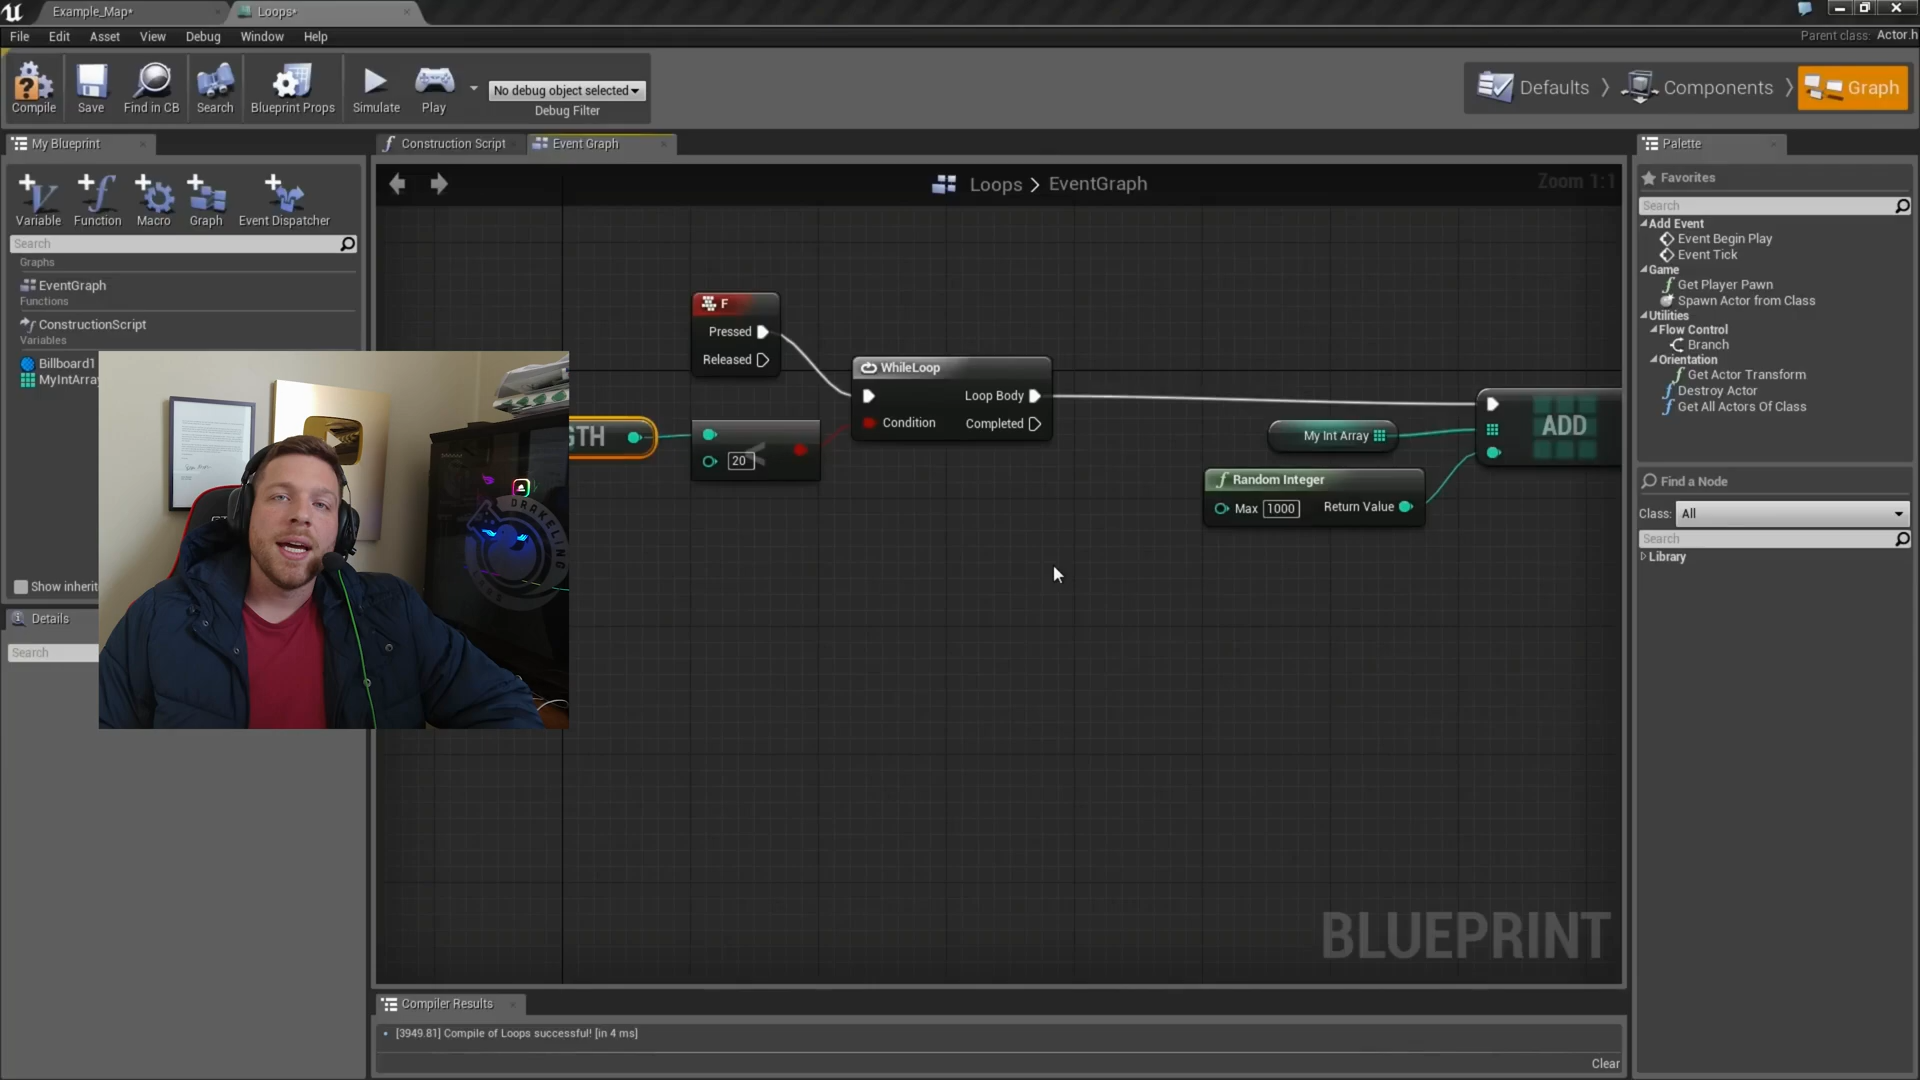 Example_Map*
Loops*
File Edit Asset View Debug Window Help
Parent class: Actor.h
Compile Save Find in CB Search Blueprint Props Simulate Play
No debug object selected
Debug Filter
Defaults Components Graph
My Blueprint
Variable Function Macro Graph Event Dispatcher
Search
Graphs
EventGraph
Functions
ConstructionScript
Variables
Billboard1
MyIntArray
Show inherit
Details
Search
Construction Script
Event Graph
Loops > EventGraph
Zoom 1:1
F
Pressed
Released
GTH
20
<
WhileLoop
Loop Body
Condition
Completed
My Int Array
Random Integer
Max 1000
Return Value
ADD
DRAKELING
BLUEPRINT
Compiler Results
[3949.81] Compile of Loops successful! [in 4 ms]
Clear
Palette
Favorites
Search
Add Event
Event Begin Play
Event Tick
Game
Get Player Pawn
Spawn Actor from Class
Utilities
Flow Control
Branch
Orientation
Get Actor Transform
Destroy Actor
Get All Actors Of Class
Find a Node
Class: All
Search
Library